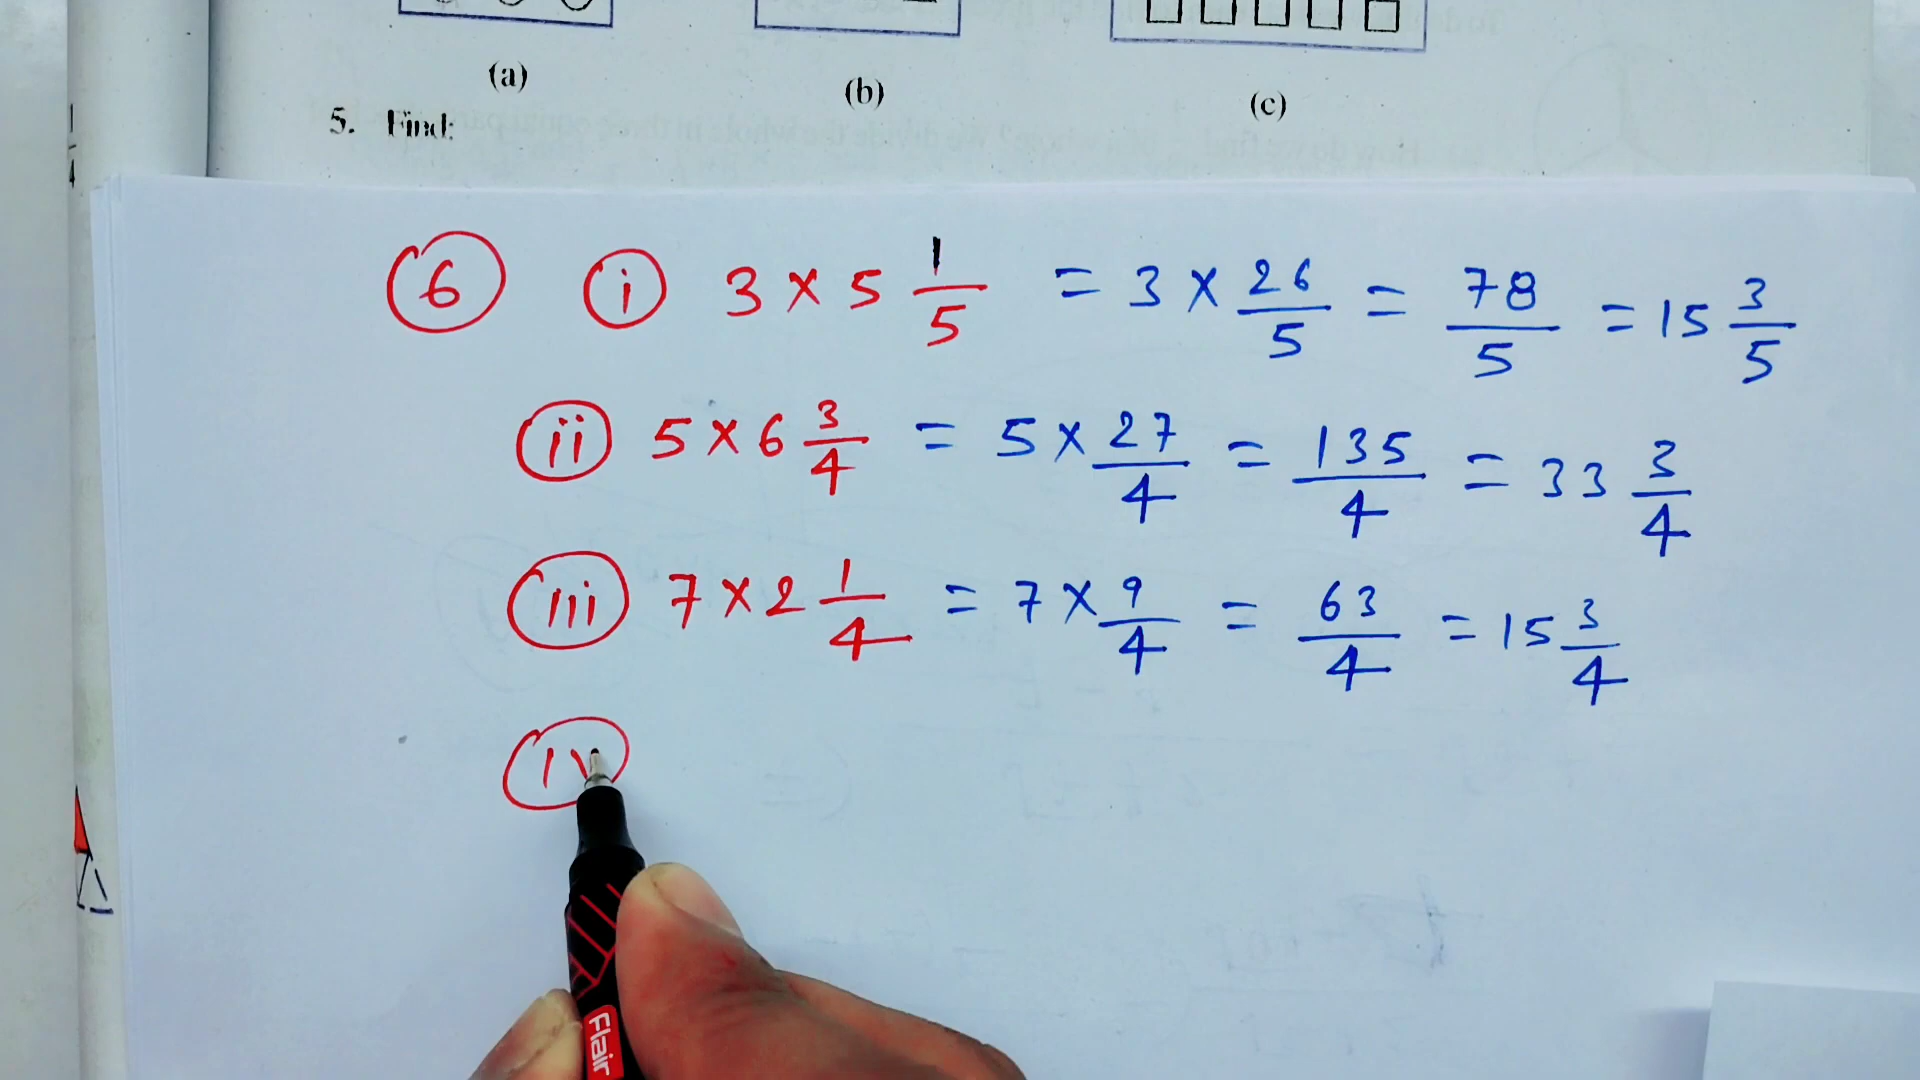 (a) (b) (c)
5. Find:
1/4
6 i 3 × 5 1/5 = 3 × 26/5 = 78/5 = 15 3/5
ii 5 × 6 3/4 = 5 × 27/4 = 135/4 = 33 3/4
iii 7 × 2 1/4 = 7 × 9/4 = 63/4 = 15 3/4
iv
Flair